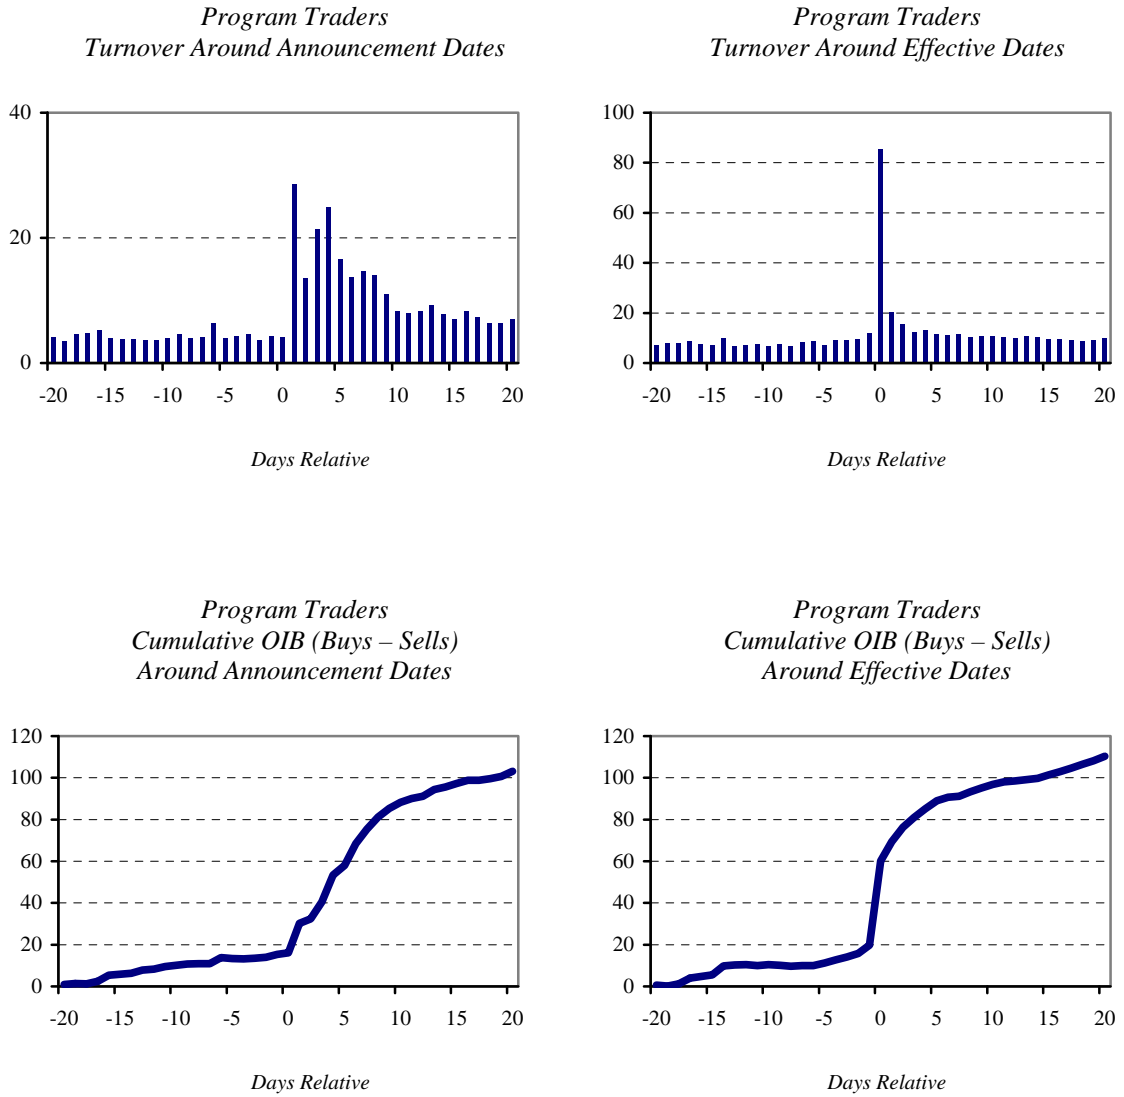 Program Traders
Turnover Around Announcement Dates
40
20
0
-20 -15 -10 -5 0 5 10 15 20
Days Relative
Program Traders
Turnover Around Effective Dates
100
80
60
40
20
0
-20 -15 -10 -5 0 5 10 15 20
Days Relative
Program Traders
Cumulative OIB (Buys – Sells)
Around Announcement Dates
120
100
80
60
40
20
0
-20 -15 -10 -5 0 5 10 15 20
Days Relative
Program Traders
Cumulative OIB (Buys – Sells)
Around Effective Dates
120
100
80
60
40
20
0
-20 -15 -10 -5 0 5 10 15 20
Days Relative